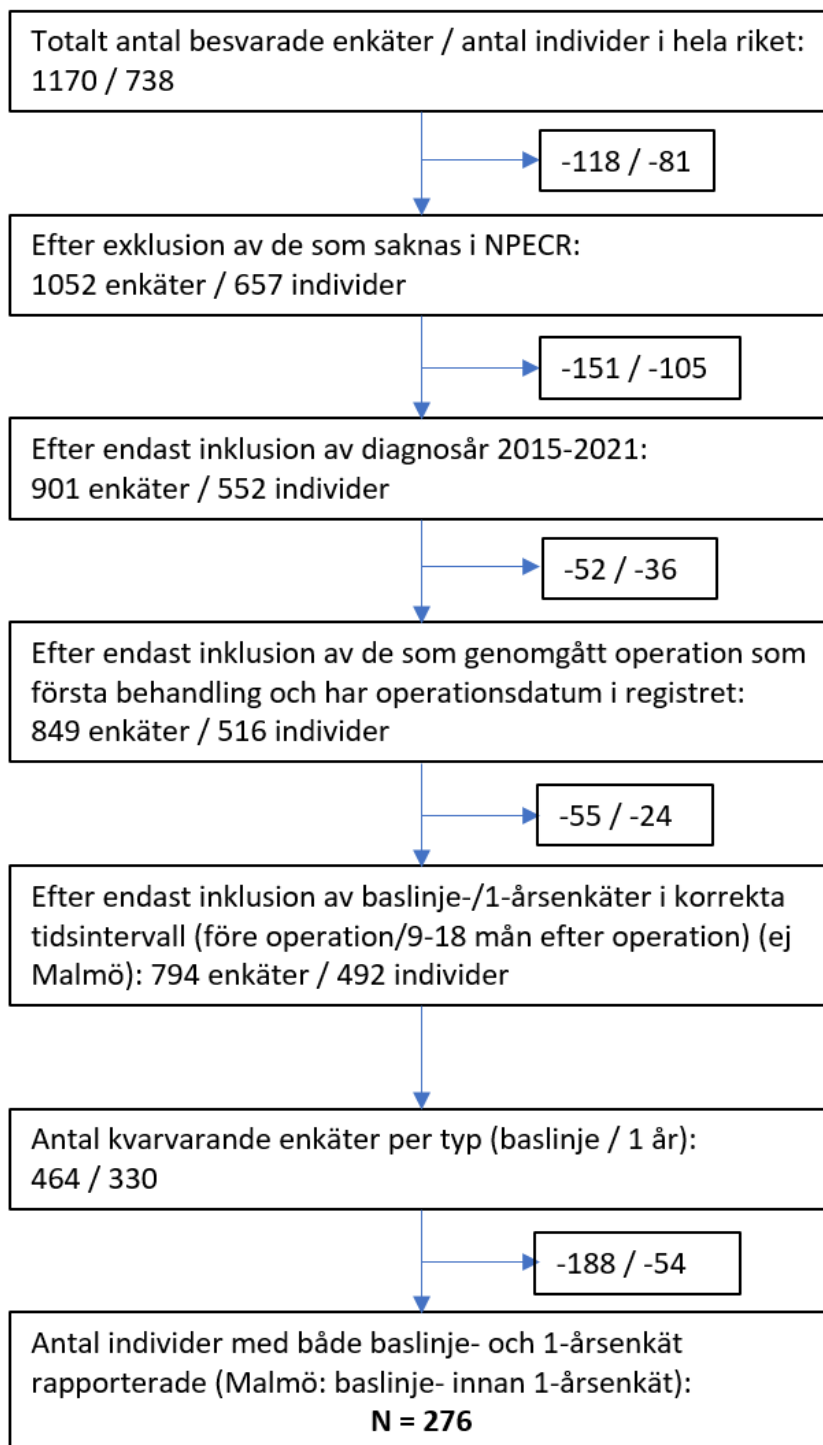 Totalt antal besvarade enkäter / antal individer i hela riket:
1170 / 738
-118 / -81
Efter exklusion av de som saknas i NPECR:
1052 enkäter / 657 individer
-151 / -105
Efter endast inklusion av diagnosår 2015-2021:
901 enkäter / 552 individer
-52 / -36
Efter endast inklusion av de som genomgått operation som
första behandling och har operationsdatum i registret:
849 enkäter / 516 individer
-55 / -24
Efter endast inklusion av baslinje-/1-årsenkäter i korrekta
tidsintervall (före operation/9-18 mån efter operation) (ej
Malmö): 794 enkäter / 492 individer
Antal kvarvarande enkäter per typ (baslinje / 1 år):
464 / 330
-188 / -54
Antal individer med både baslinje- och 1-årsenkät
rapporterade (Malmö: baslinje- innan 1-årsenkät):
N = 276